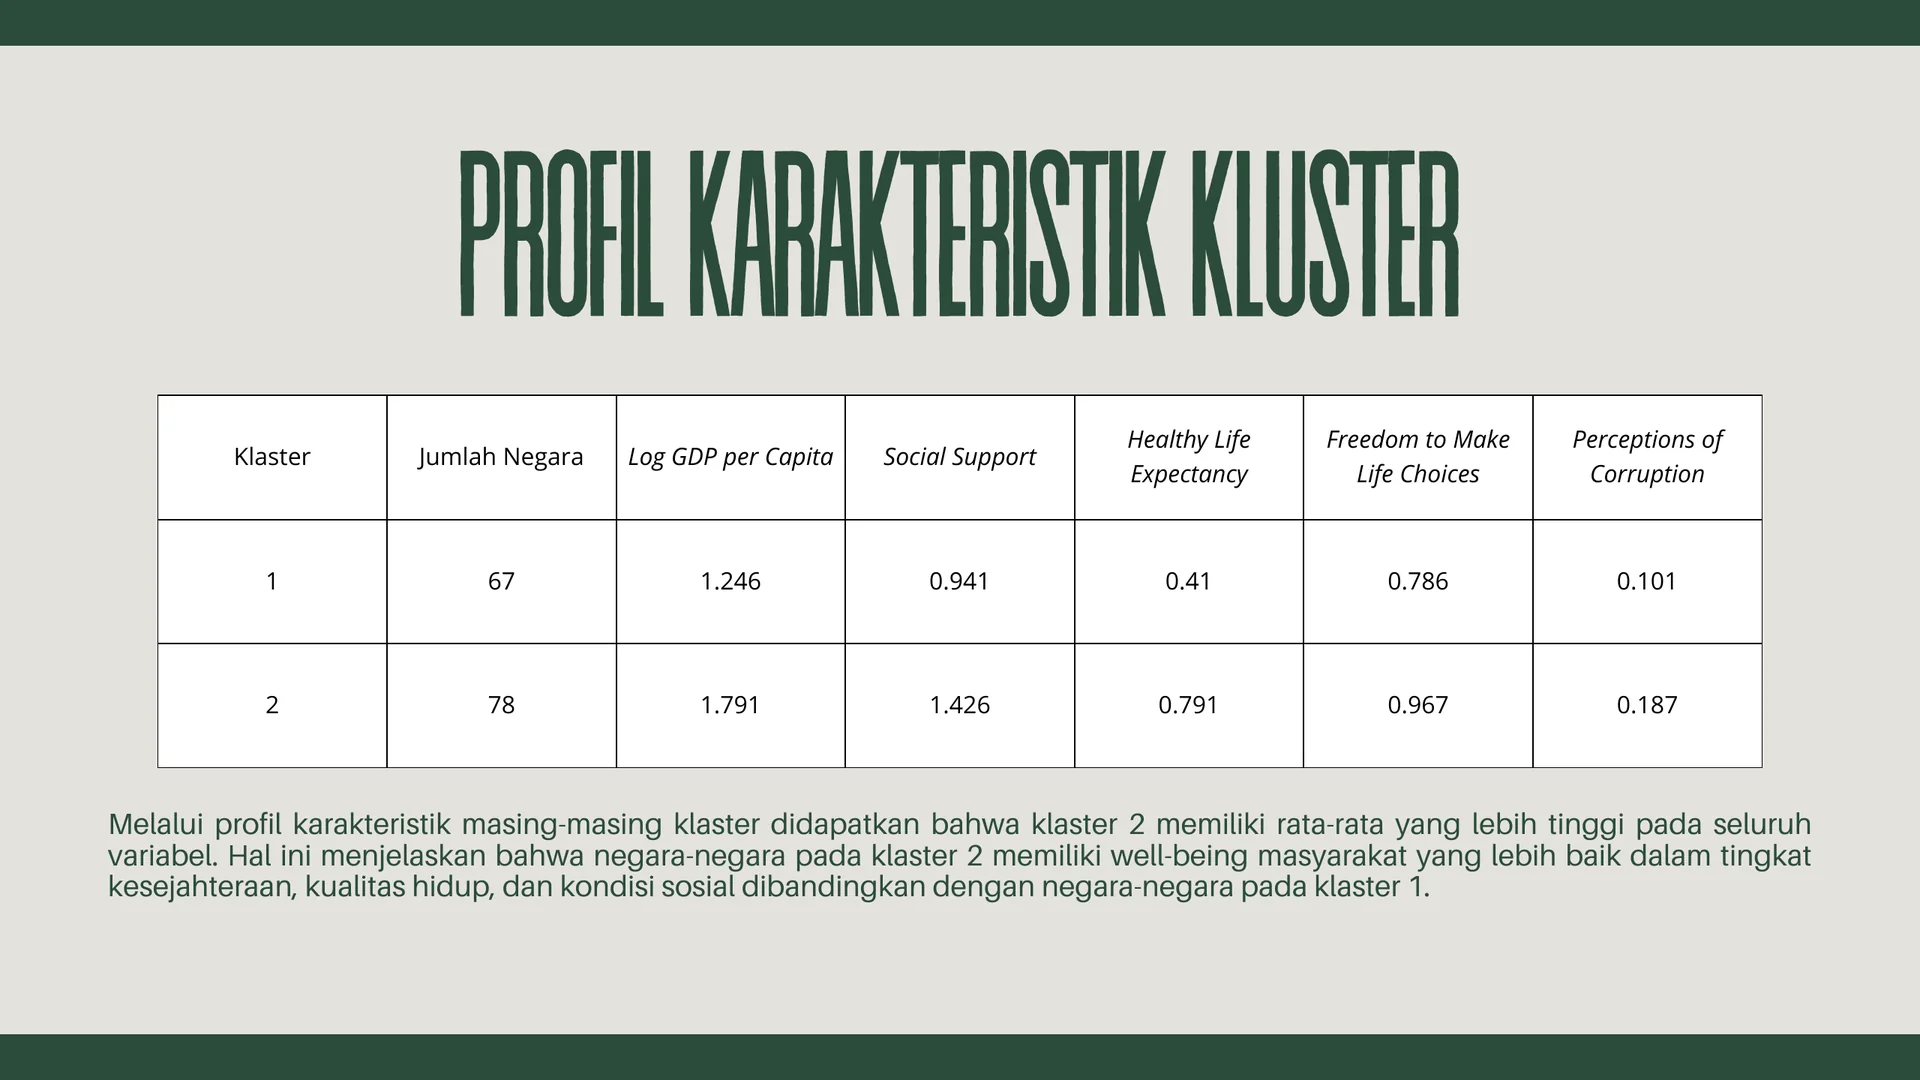 PROFIL KARAKTERISTIK KLUSTER
Klaster Jumlah Negara Log GDP per Capita Social Support Healthy Life Expectancy Freedom to Make Life Choices Perceptions of Corruption
1 67 1.246 0.941 0.41 0.786 0.101
2 78 1.791 1.426 0.791 0.967 0.187
Melalui profil karakteristik masing-masing klaster didapatkan bahwa klaster 2 memiliki rata-rata yang lebih tinggi pada seluruh
variabel. Hal ini menjelaskan bahwa negara-negara pada klaster 2 memiliki well-being masyarakat yang lebih baik dalam tingkat
kesejahteraan, kualitas hidup, dan kondisi sosial dibandingkan dengan negara-negara pada klaster 1.